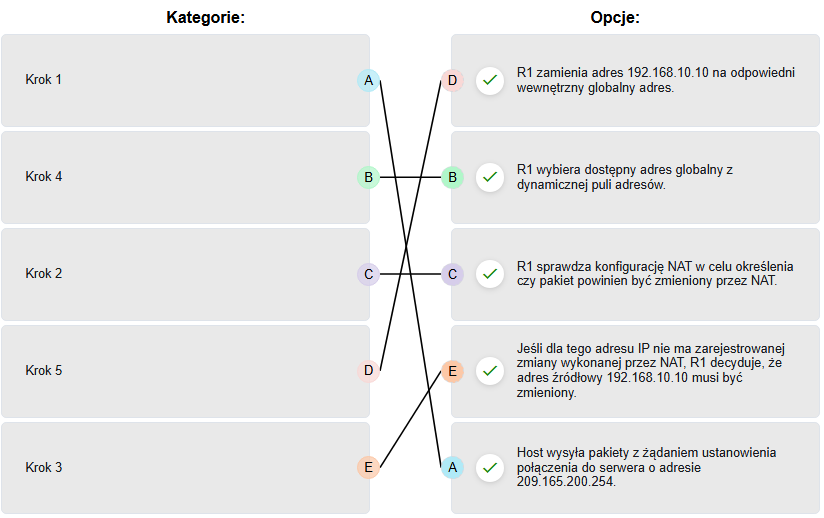 Kategorie:
Opcje:
Krok 1
A
D
R1 zamienia adres 192.168.10.10 na odpowiedni
wewnętrzny globalny adres.
Krok 4
B
B
R1 wybiera dostępny adres globalny z
dynamicznej puli adresów.
Krok 2
C
C
R1 sprawdza konfigurację NAT w celu określenia
czy pakiet powinien być zmieniony przez NAT.
Krok 5
D
E
Jeśli dla tego adresu IP nie ma zarejestrowanej
zmiany wykonanej przez NAT, R1 decyduje, że
adres źródłowy 192.168.10.10 musi być
zmieniony.
Krok 3
E
A
Host wysyła pakiety z żądaniem ustanowienia
połączenia do serwera o adresie
209.165.200.254.